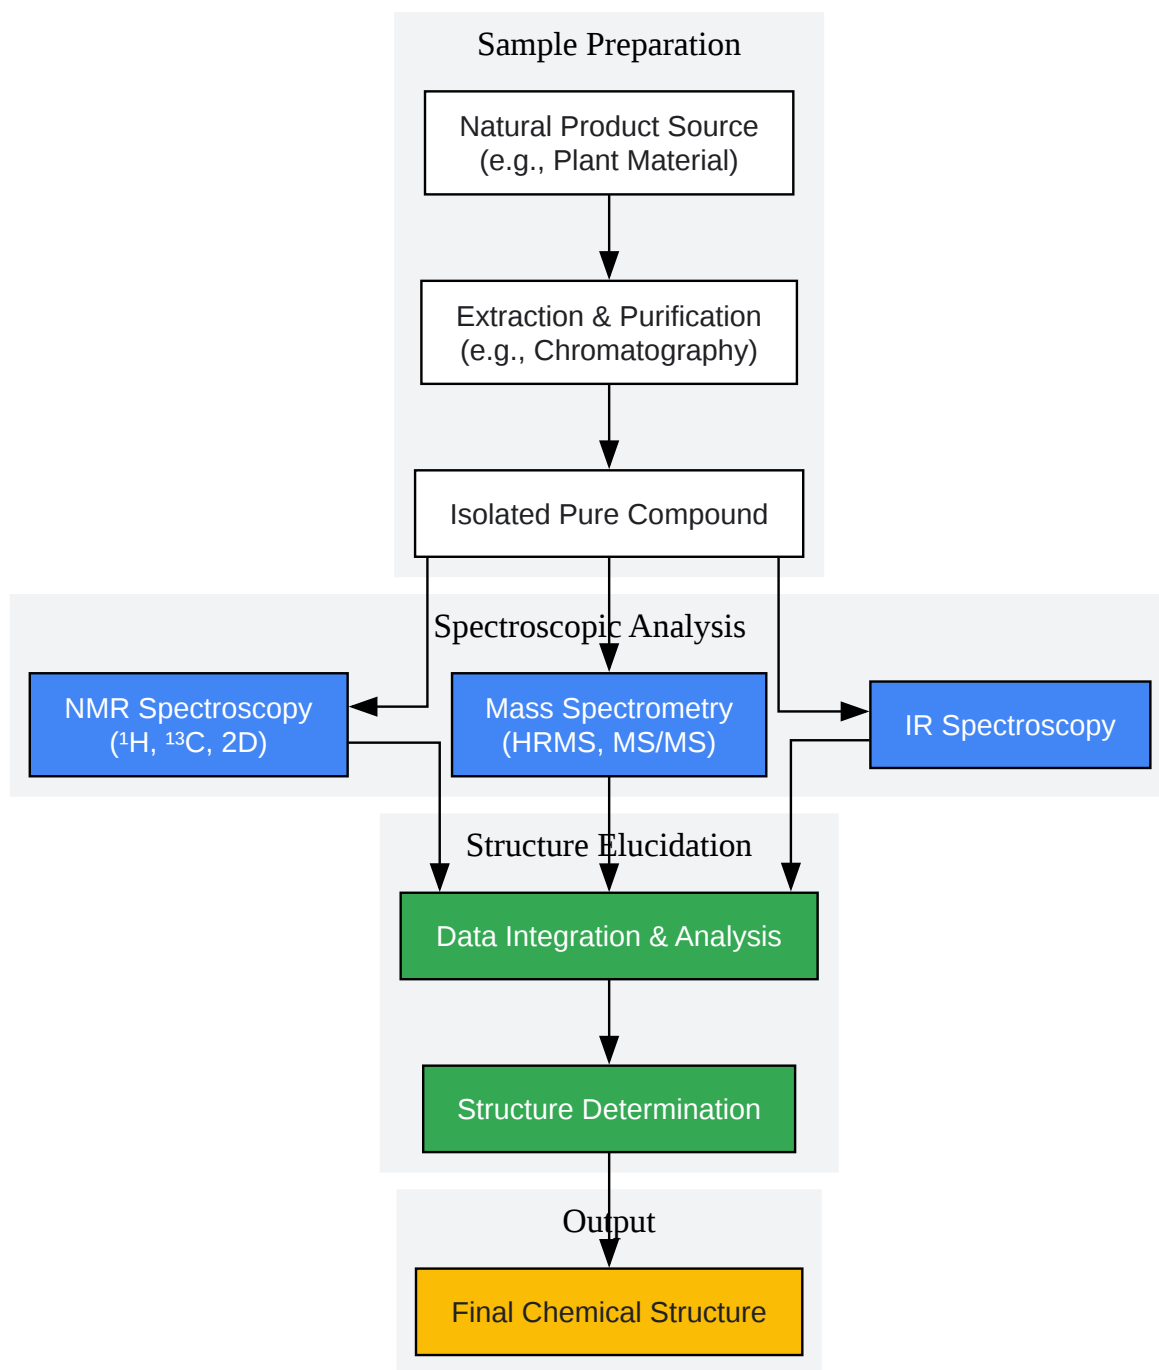 Sample Preparation
Natural Product Source
(e.g., Plant Material)
Extraction & Purification
(e.g., Chromatography)
Isolated Pure Compound
Spectroscopic Analysis
NMR Spectroscopy
(¹H, ¹³C, 2D)
Mass Spectrometry
(HRMS, MS/MS)
IR Spectroscopy
Structure Elucidation
Data Integration & Analysis
Structure Determination
Output
Final Chemical Structure